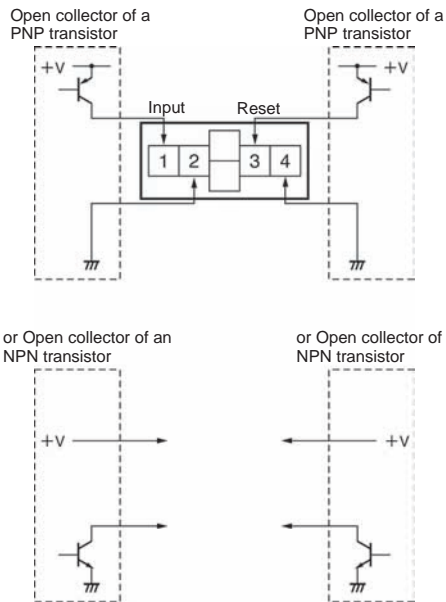 Open collector of a
PNP transistor
Open collector of a
PNP transistor
+V
+V
Input
Reset
1 2 3 4
or Open collector of an
NPN transistor
or Open collector of
NPN transistor
+V
+V